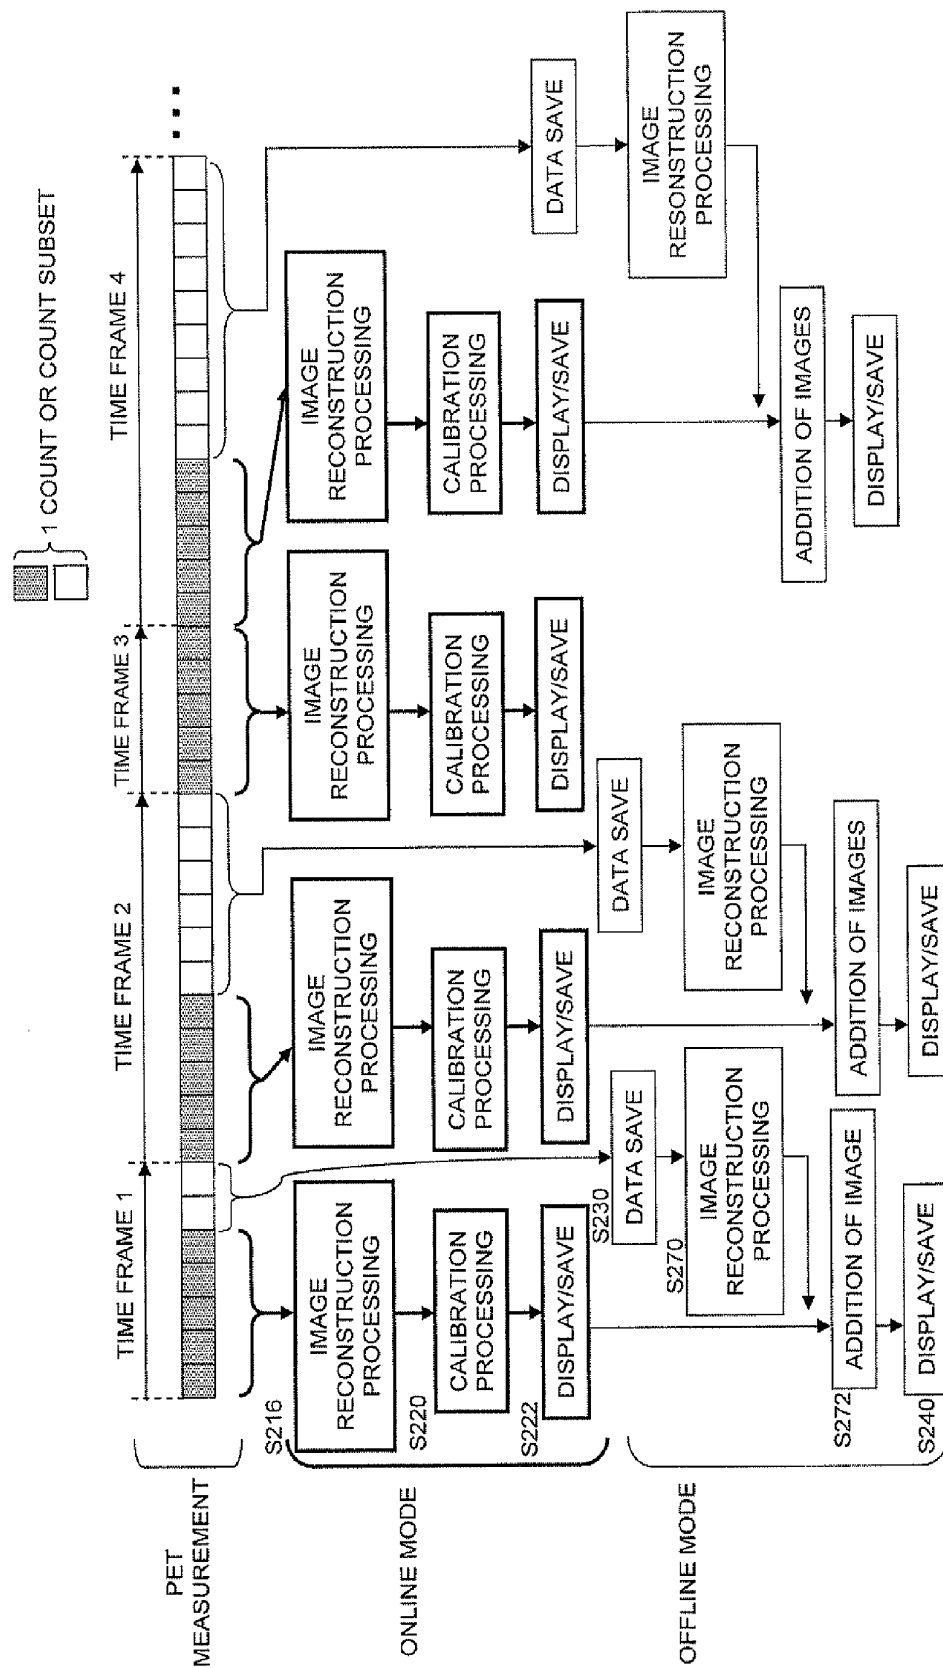 1 COUNT OR COUNT SUBSET
TIME FRAME 1
TIME FRAME 2
TIME FRAME 3
TIME FRAME 4
PET
MEASUREMENT
ONLINE MODE
S216
IMAGE
RECONSTRUCTION
PROCESSING
IMAGE
RECONSTRUCTION
PROCESSING
IMAGE
RECONSTRUCTION
PROCESSING
IMAGE
RECONSTRUCTION
PROCESSING
S220
CALIBRATION
PROCESSING
CALIBRATION
PROCESSING
CALIBRATION
PROCESSING
CALIBRATION
PROCESSING
S222
DISPLAY/SAVE
DISPLAY/SAVE
DISPLAY/SAVE
DISPLAY/SAVE
OFFLINE MODE
S230
DATA SAVE
DATA SAVE
DATA SAVE
S270
IMAGE
RECONSTRUCTION
PROCESSING
IMAGE
RECONSTRUCTION
PROCESSING
IMAGE
RESONSTRUCTION
PROCESSING
S272
ADDITION OF IMAGE
ADDITION OF IMAGES
ADDITION OF IMAGES
S240
DISPLAY/SAVE
DISPLAY/SAVE
DISPLAY/SAVE